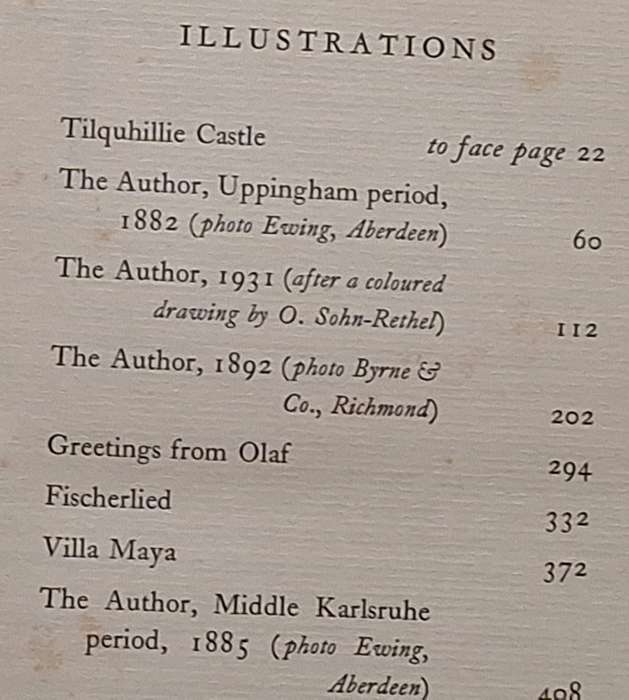 ILLUSTRATIONS
Tilquhillie Castle to face page 22
The Author, Uppingham period,
1882 (photo Ewing, Aberdeen) 60
The Author, 1931 (after a coloured
drawing by O. Sohn-Rethel) 112
The Author, 1892 (photo Byrne &
Co., Richmond) 202
Greetings from Olaf 294
Fischerlied 332
Villa Maya 372
The Author, Middle Karlsruhe
period, 1885 (photo Ewing,
Aberdeen) 408